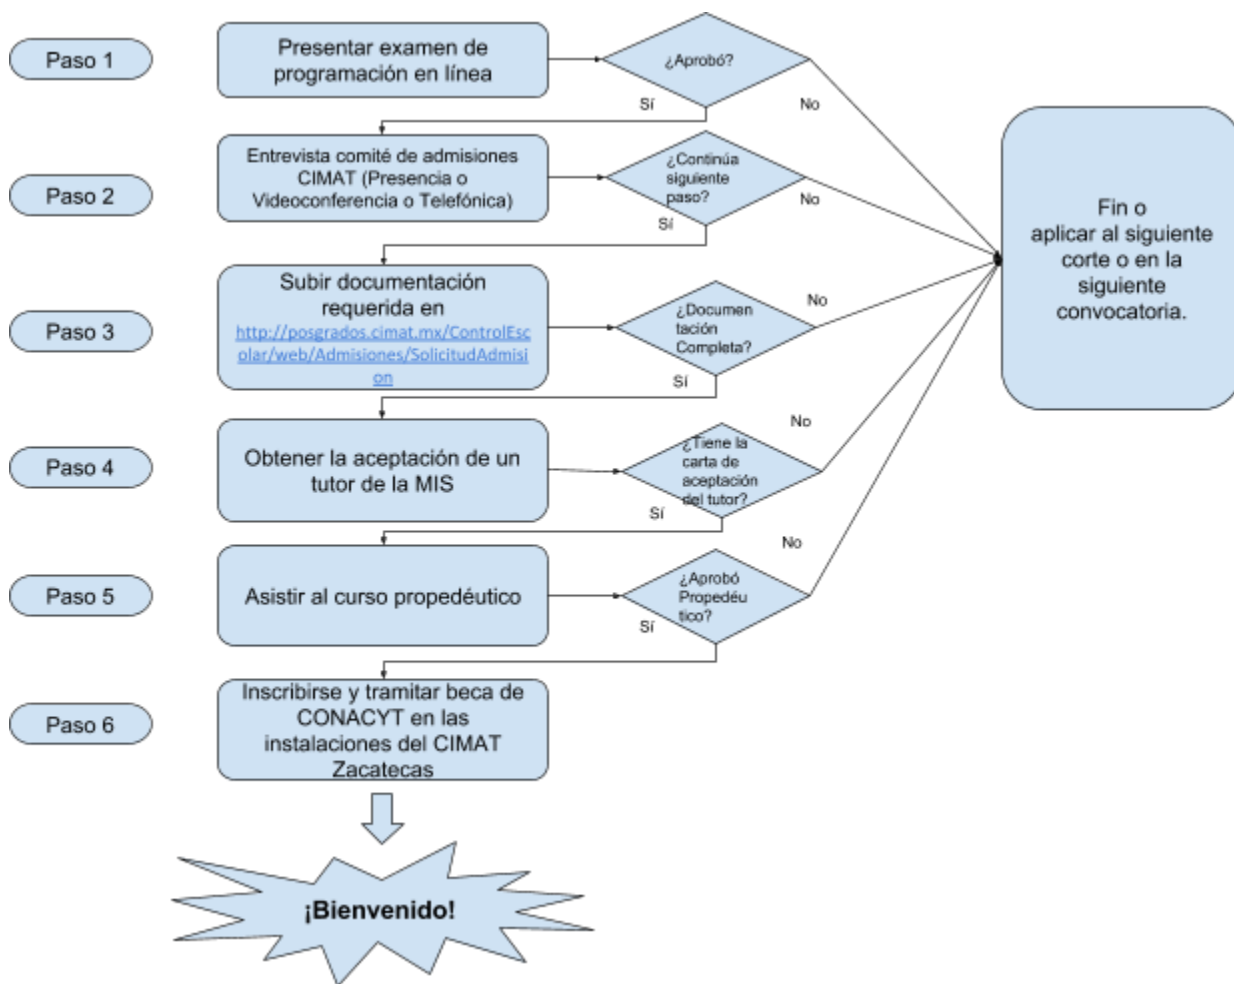 Paso 1
Presentar examen de
programación en línea
¿Aprobó?
Sí
No
Paso 2
Entrevista comité de admisiones
CIMAT (Presencia o
Videoconferencia o Telefónica)
¿Continúa
siguiente
paso?
Sí
No
Paso 3
Subir documentación
requerida en
http://posgrados.cimat.mx/ControlEsc
olar/web/Admisiones/SolicitudAdmisi
on
¿Documen
tación
Completa?
Sí
No
Paso 4
Obtener la aceptación de un
tutor de la MIS
¿Tiene la
carta de
aceptación
del tutor?
Sí
No
Paso 5
Asistir al curso propedéutico
¿Aprobó
Propedéu
tico?
Sí
No
Paso 6
Inscribirse y tramitar beca de
CONACYT en las
instalaciones del CIMAT
Zacatecas
¡Bienvenido!
Fin o
aplicar al siguiente
corte o en la
siguiente
convocatoria.